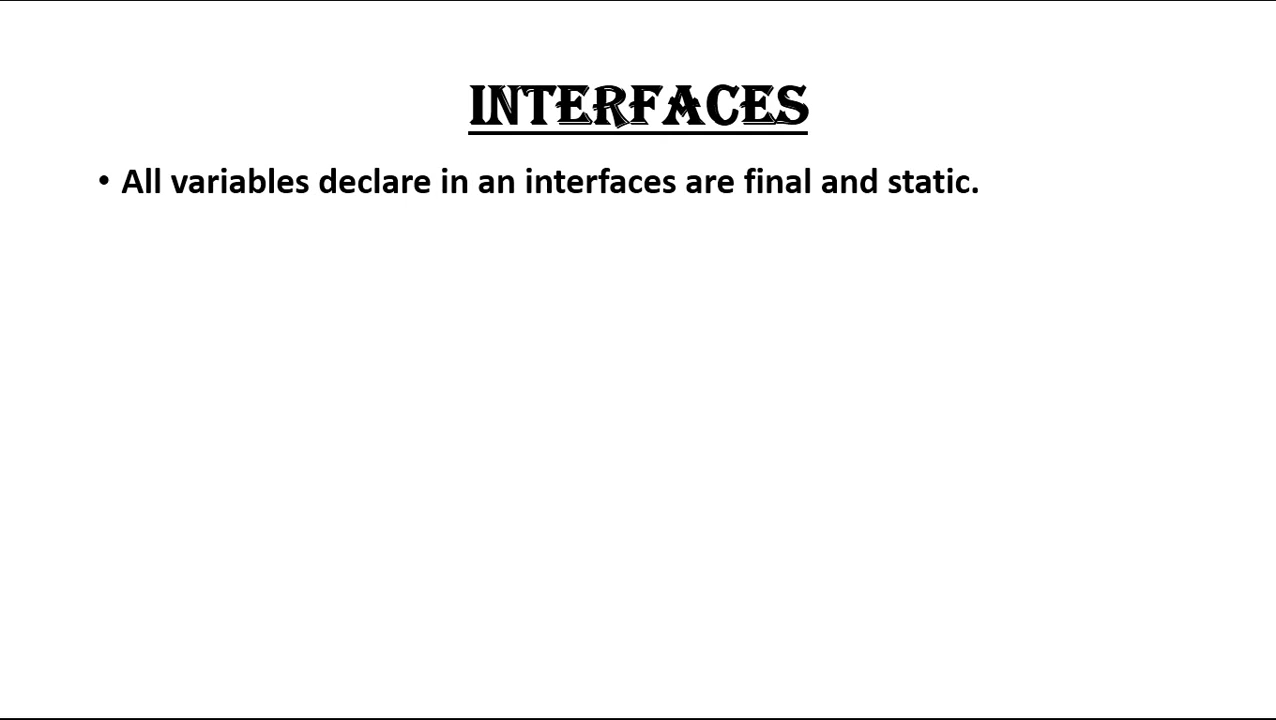 INTERFACES
• All variables declare in an interfaces are final and static.